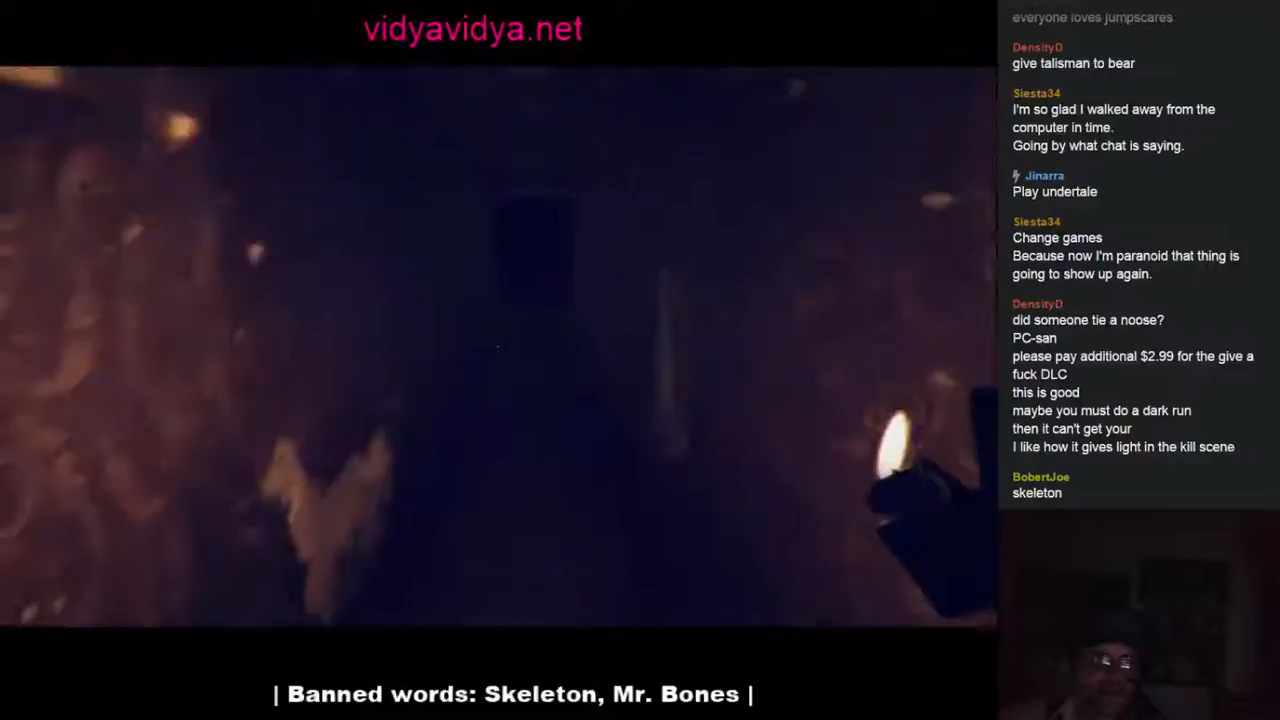 vidyavidya.net
everyone loves jumpscares
DensityD
give talisman to bear
Siesta34
I'm so glad I walked away from the
computer in time.
Going by what chat is saying.
Jinarra
Play undertale
Siesta34
Change games
Because now I'm paranoid that thing is
going to show up again.
DensityD
did someone tie a noose?
PC-san
please pay additional $2.99 for the give a
fuck DLC
this is good
maybe you must do a dark run
then it can't get your
I like how it gives light in the kill scene
BobertJoe
skeleton
| Banned words: Skeleton, Mr. Bones |